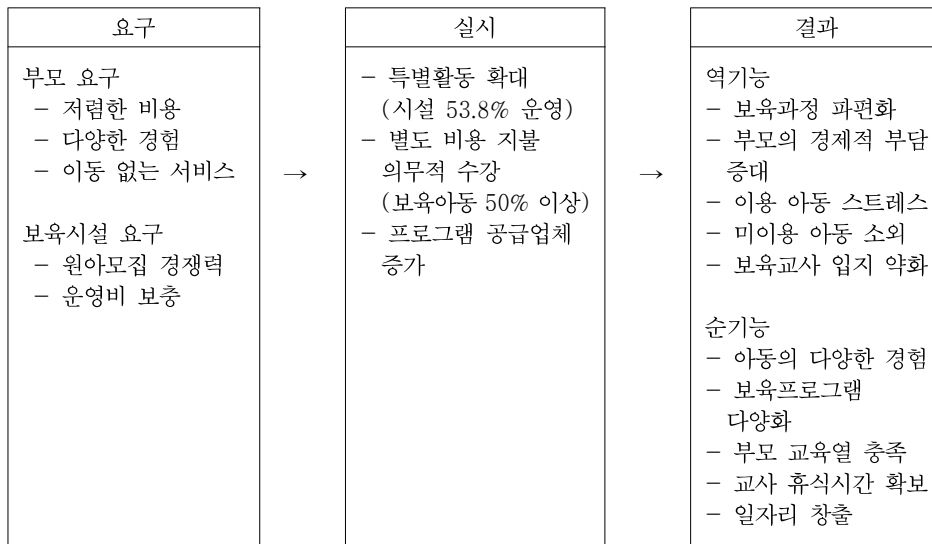 요구
부모 요구
- 저렴한 비용
- 다양한 경험
- 이동 없는 서비스
보육시설 요구
- 원아모집 경쟁력
- 운영비 보충
→
실시
- 특별활동 확대
(시설 53.8% 운영)
- 별도 비용 지불
의무적 수강
(보육아동 50% 이상)
- 프로그램 공급업체
증가
→
결과
역기능
- 보육과정 파편화
- 부모의 경제적 부담
증대
- 이용 아동 스트레스
- 미이용 아동 소외
- 보육교사 입지 약화
순기능
- 아동의 다양한 경험
- 보육프로그램
다양화
- 부모 교육열 충족
- 교사 휴식시간 확보
- 일자리 창출